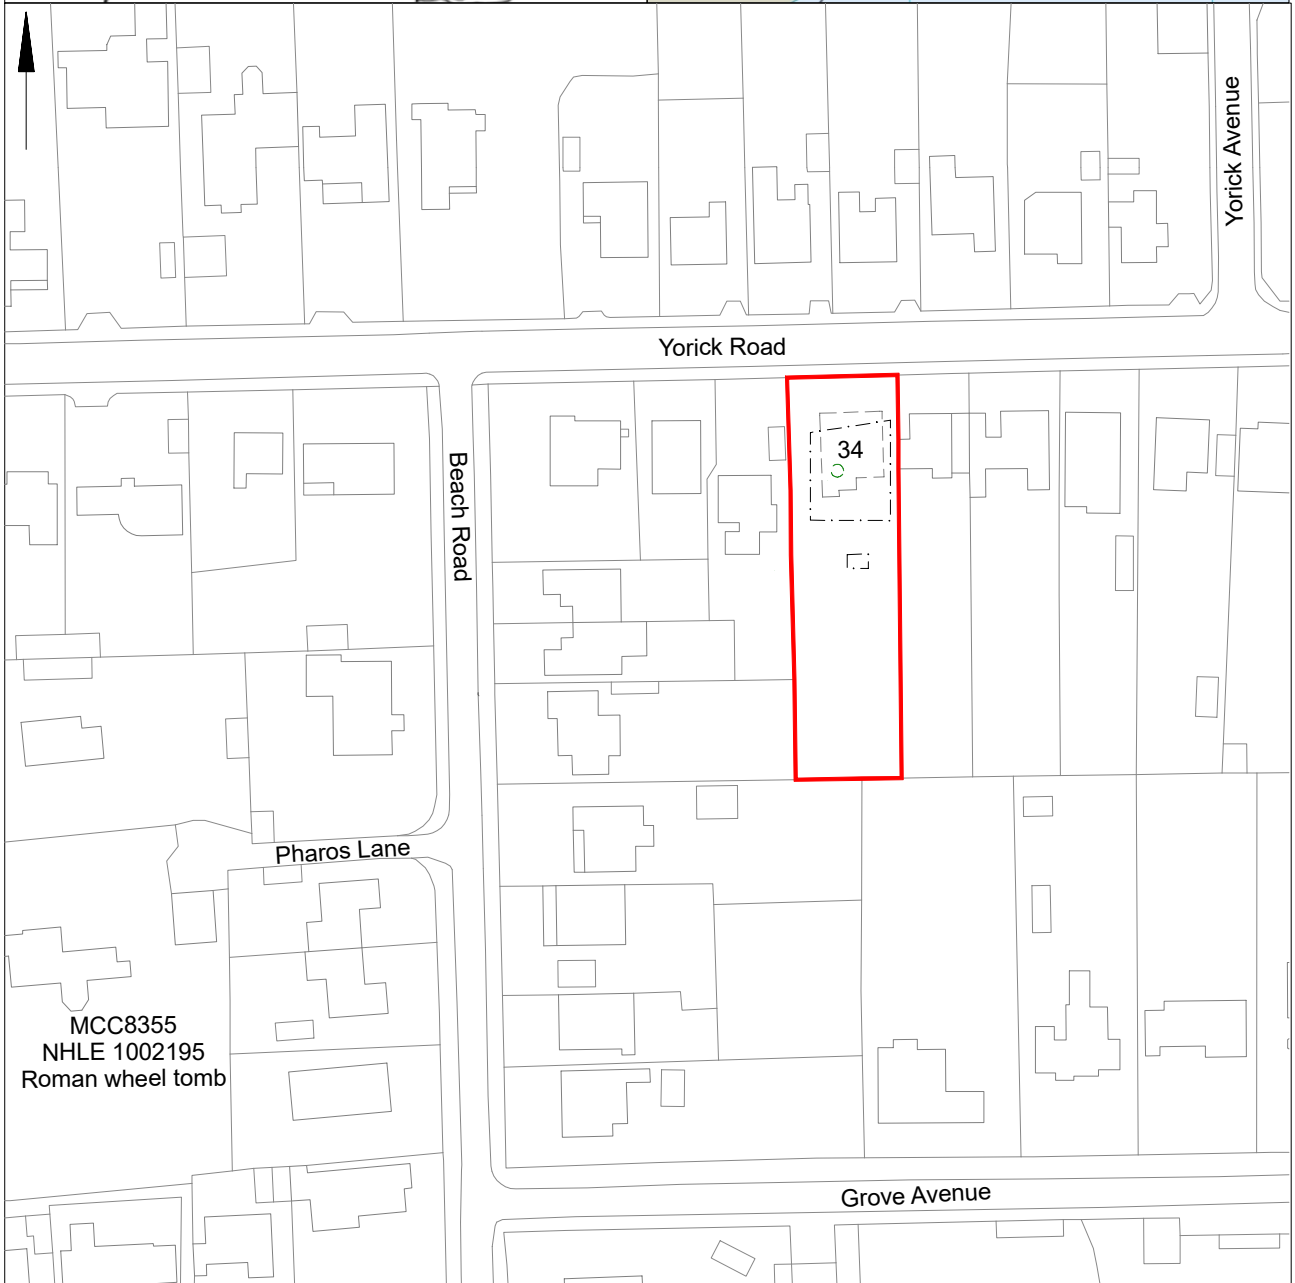 Yorick Avenue
Yorick Road
34
Beach Road
Pharos Lane
MCC8355
NHLE 1002195
Roman wheel tomb
Grove Avenue